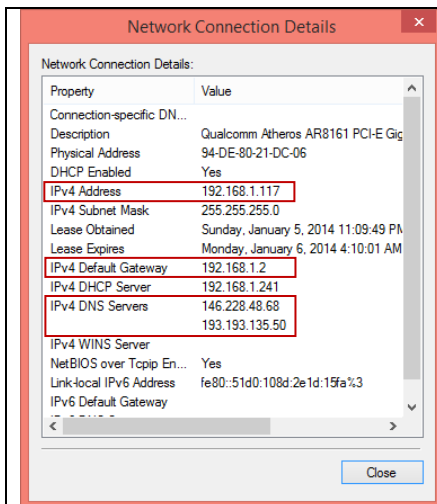 Network Connection Details
Network Connection Details:
Property Value
Connection-specific DN...
Description Qualcomm Atheros AR8161 PCI-E Gig
Physical Address 94-DE-80-21-DC-06
DHCP Enabled Yes
IPv4 Address 192.168.1.117
IPv4 Subnet Mask 255.255.255.0
Lease Obtained Sunday, January 5, 2014 11:09:49 PM
Lease Expires Monday, January 6, 2014 4:10:01 AM
IPv4 Default Gateway 192.168.1.2
IPv4 DHCP Server 192.168.1.241
IPv4 DNS Servers 146.228.48.68
193.193.135.50
IPv4 WINS Server
NetBIOS over Tcpip En... Yes
Link-local IPv6 Address fe80::51d0:108d:2e1d:15fa%3
IPv6 Default Gateway
Close